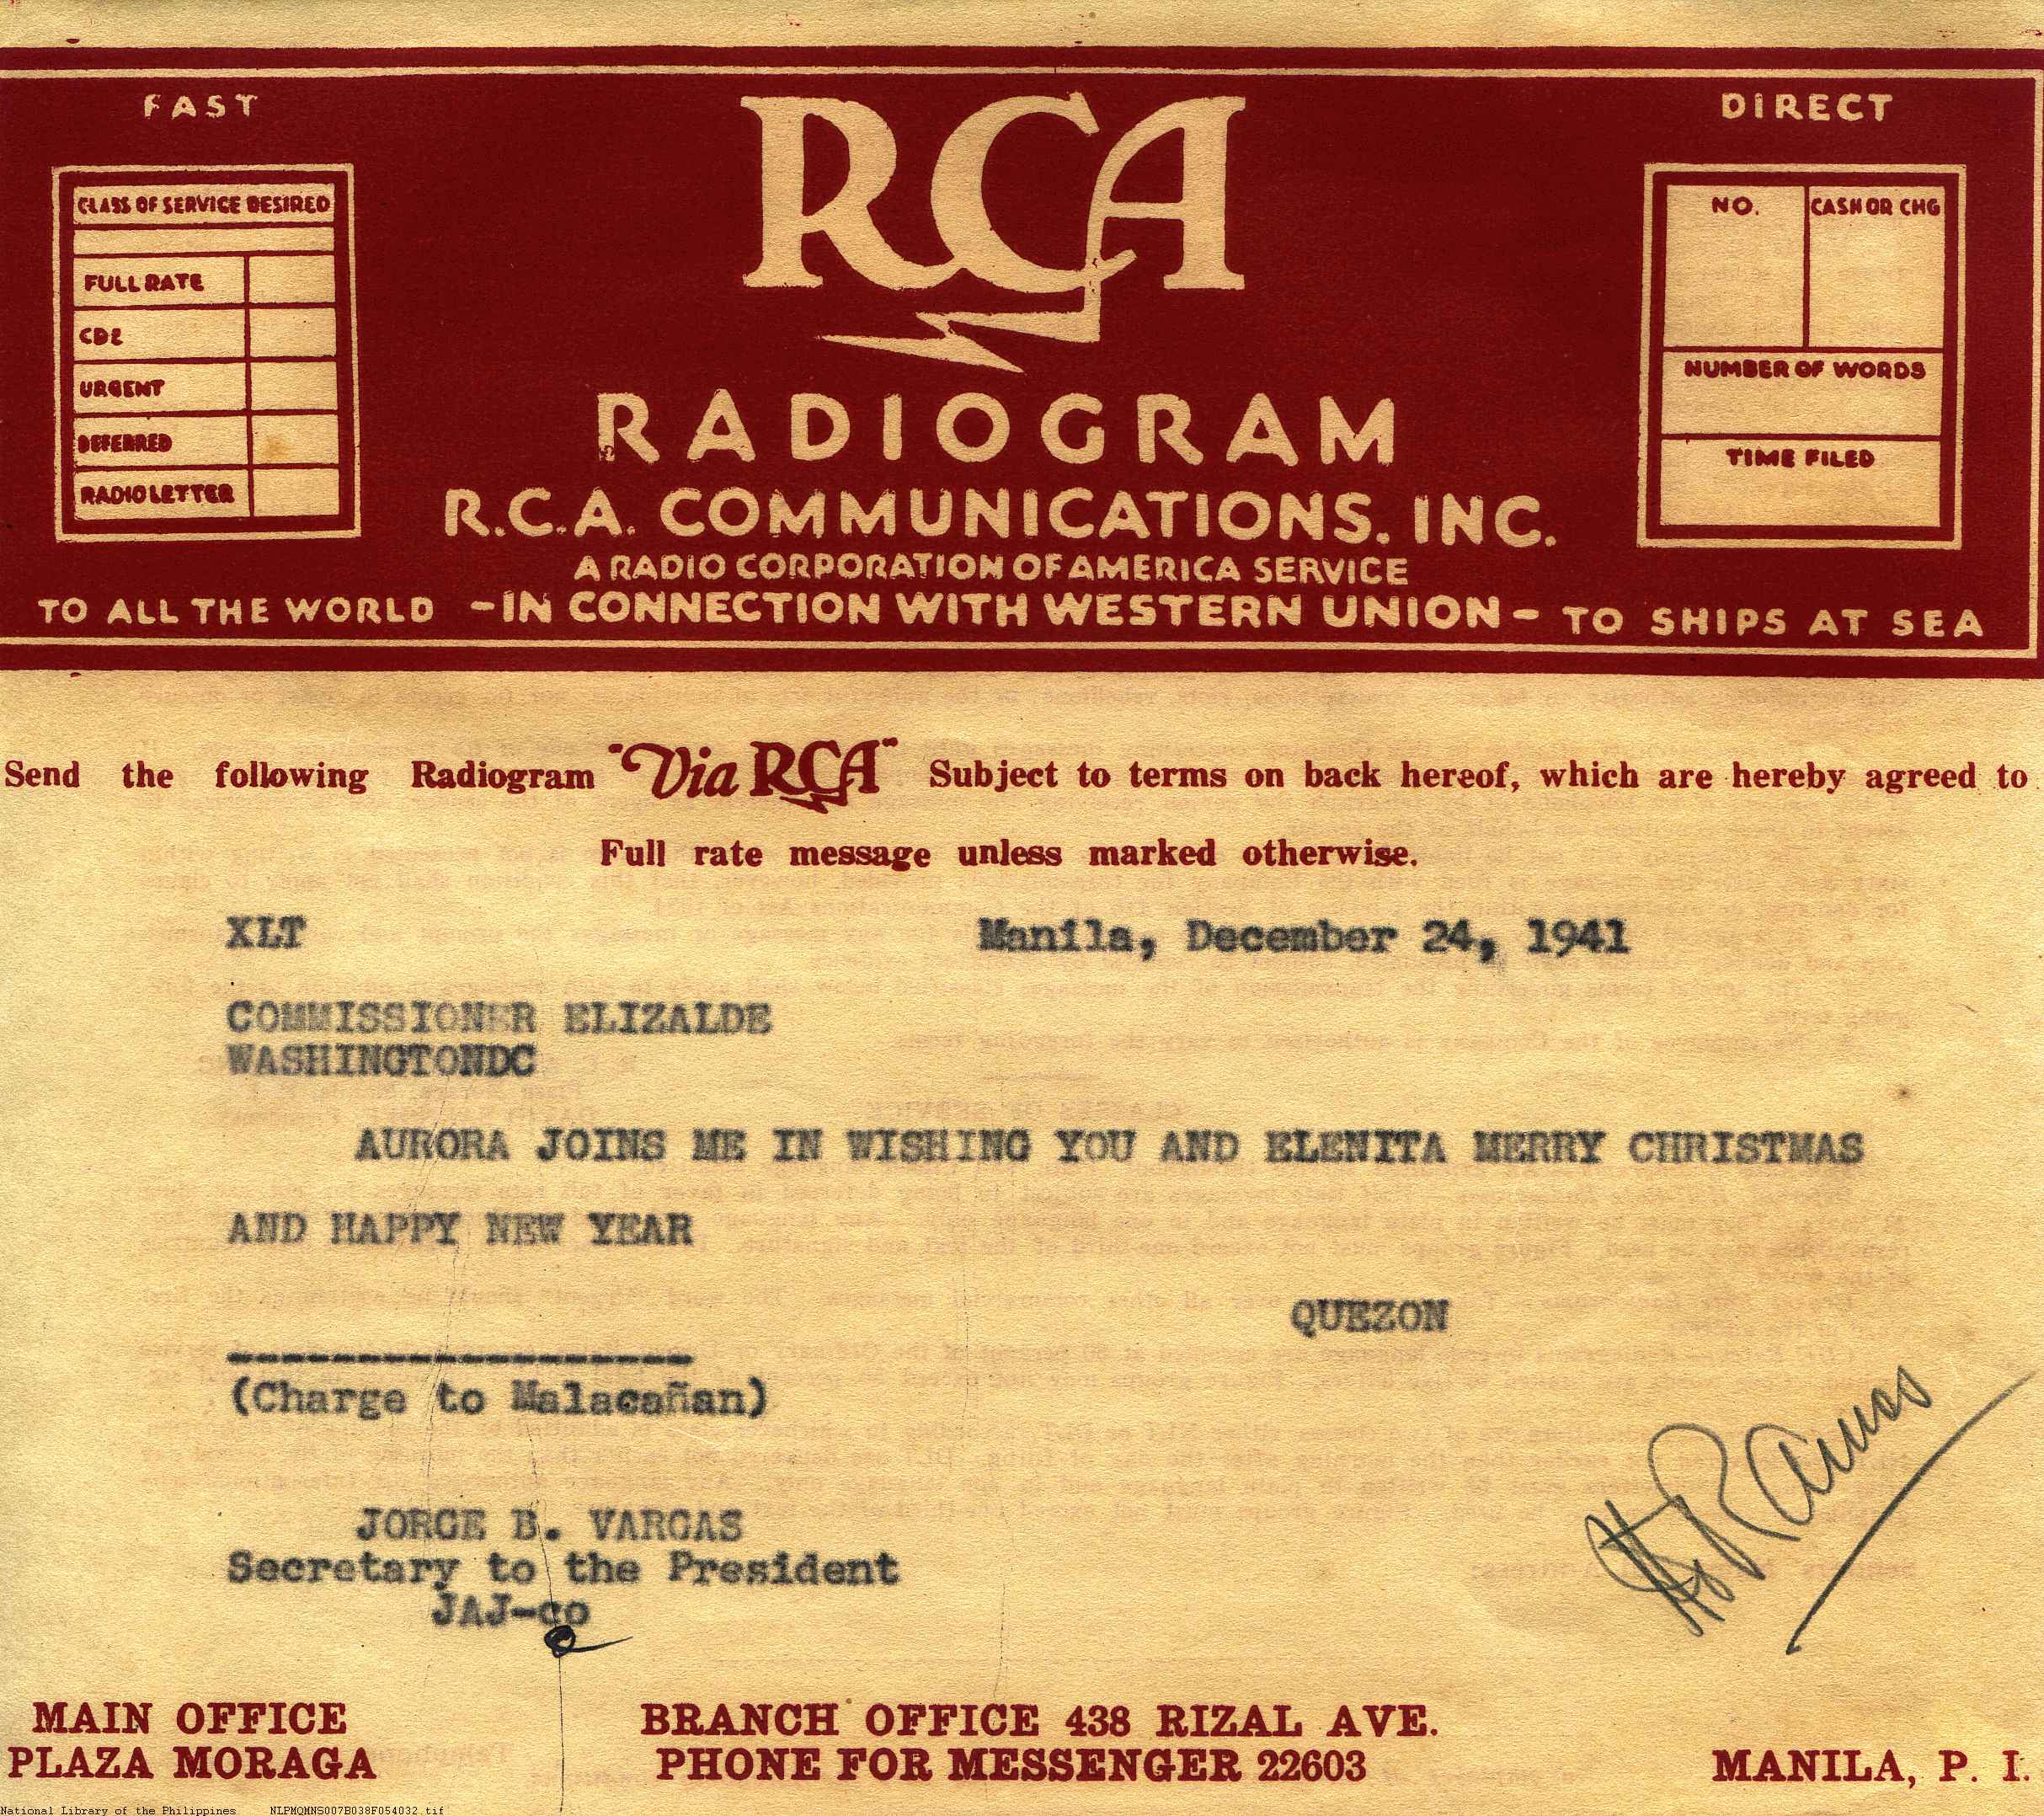 FAST
DIRECT
RCA
CLASS OF SERVICE DESIRED
FULL RATE
CDE
URGENT
DEFERRED
RADIOLETTER
NO.
CASH OR CHG
NUMBER OF WORDS
TIME FILED
RADIOGRAM
R.C.A. COMMUNICATIONS. INC.
A RADIO CORPORATION OF AMERICA SERVICE
TO ALL THE WORLD -IN CONNECTION WITH WESTERN UNION- TO SHIPS AT SEA
Send the following Radiogram "Via RCA" Subject to terms on back hereof, which are hereby agreed to
Full rate message unless marked otherwise.
XLT Manila, December 24, 1941
COMMISSIONER ELIZALDE
WASHINGTONDC
AURORA JOINS ME IN WISHING YOU AND ELENITA MERRY CHRISTMAS
AND HAPPY NEW YEAR
QUEZON
------------------
(Charge to Malacañan)
JORGE B. VARGAS
Secretary to the President
JAJ-co
Ramos
MAIN OFFICE
PLAZA MORAGA
BRANCH OFFICE 438 RIZAL AVE.
PHONE FOR MESSENGER 22603
MANILA, P. I.
National Library of the Philippines NLPMQMNS007B038F054032.tif